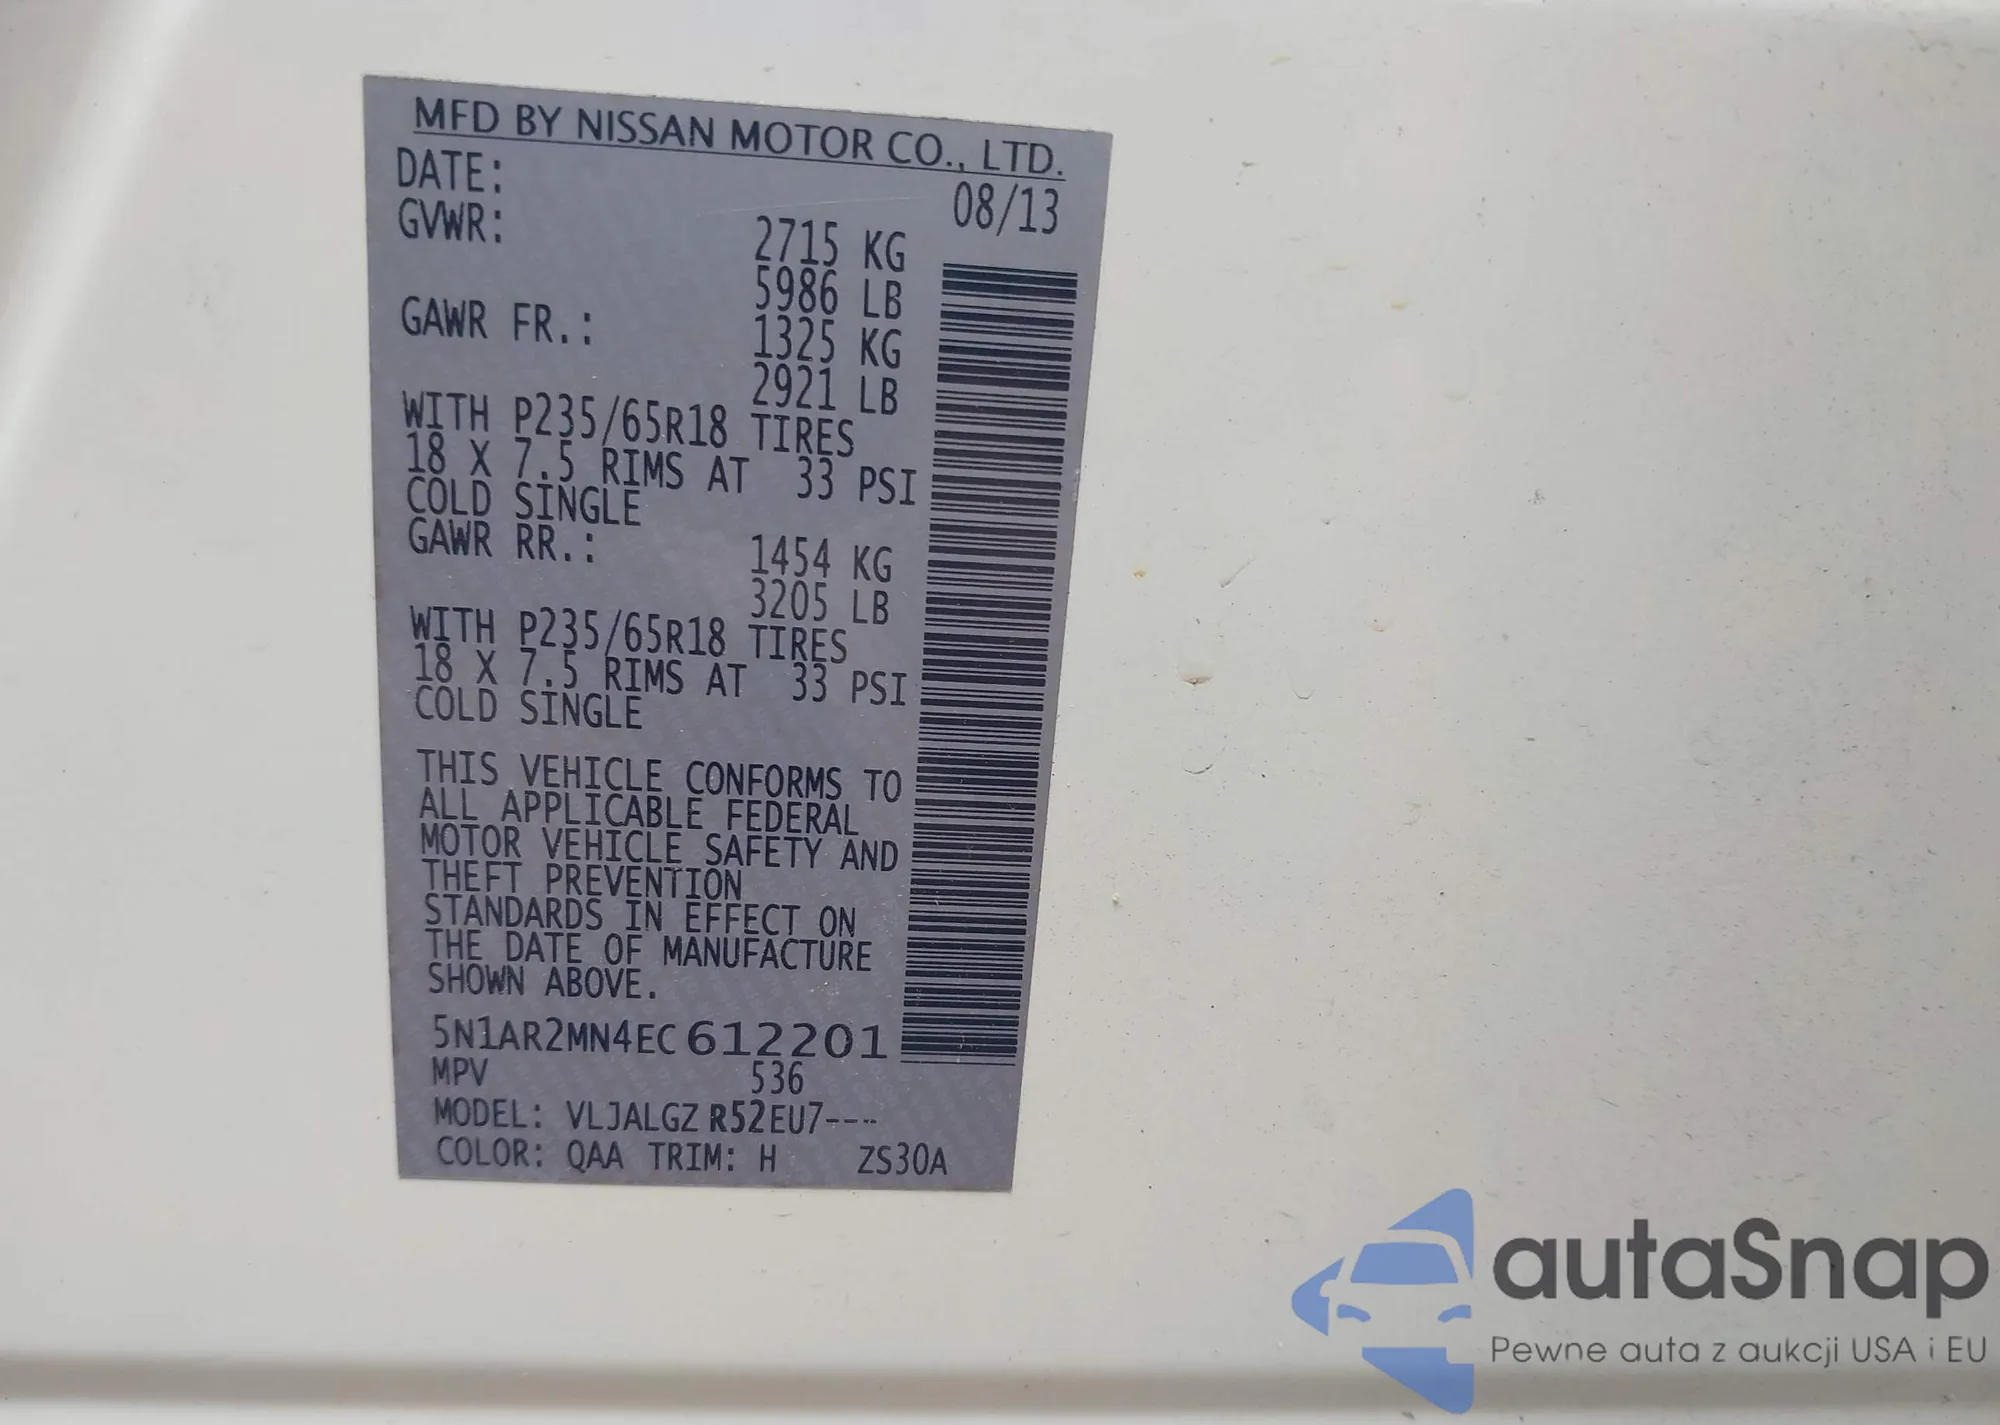 MFD BY NISSAN MOTOR CO., LTD.
DATE: 08/13
GVWR: 2715 KG
5986 LB
GAWR FR.: 1325 KG
2921 LB
WITH P235/65R18 TIRES
18 X 7.5 RIMS AT 33 PSI
COLD SINGLE
GAWR RR.: 1454 KG
3205 LB
WITH P235/65R18 TIRES
18 X 7.5 RIMS AT 33 PSI
COLD SINGLE
THIS VEHICLE CONFORMS TO
ALL APPLICABLE FEDERAL
MOTOR VEHICLE SAFETY AND
THEFT PREVENTION
STANDARDS IN EFFECT ON
THE DATE OF MANUFACTURE
SHOWN ABOVE.
5N1AR2MN4EC612201
MPV 536
MODEL: VLJALGZ R52EU7----
COLOR: QAA TRIM: H ZS30A
autaSnap
Pewne auta z aukcji USA i EU